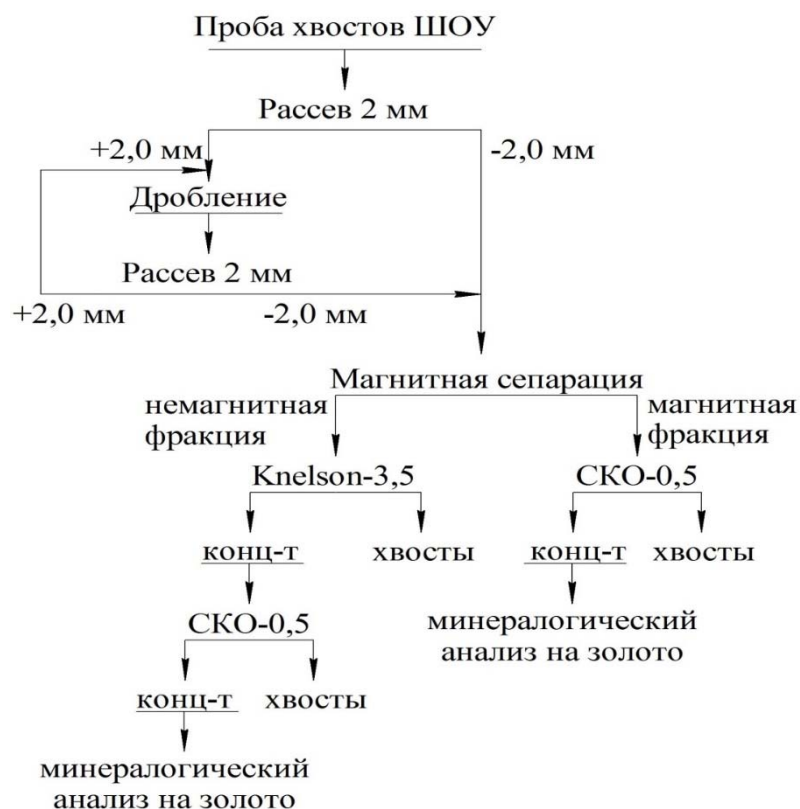 Проба хвостов ШОУ
Рассев 2 мм
+2,0 мм
-2,0 мм
Дробление
Рассев 2 мм
+2,0 мм
-2,0 мм
Магнитная сепарация
немагнитная
фракция
магнитная
фракция
Knelson-3,5
СКО-0,5
конц-т
хвосты
конц-т
хвосты
СКО-0,5
минералогический
анализ на золото
конц-т
хвосты
минералогический
анализ на золото